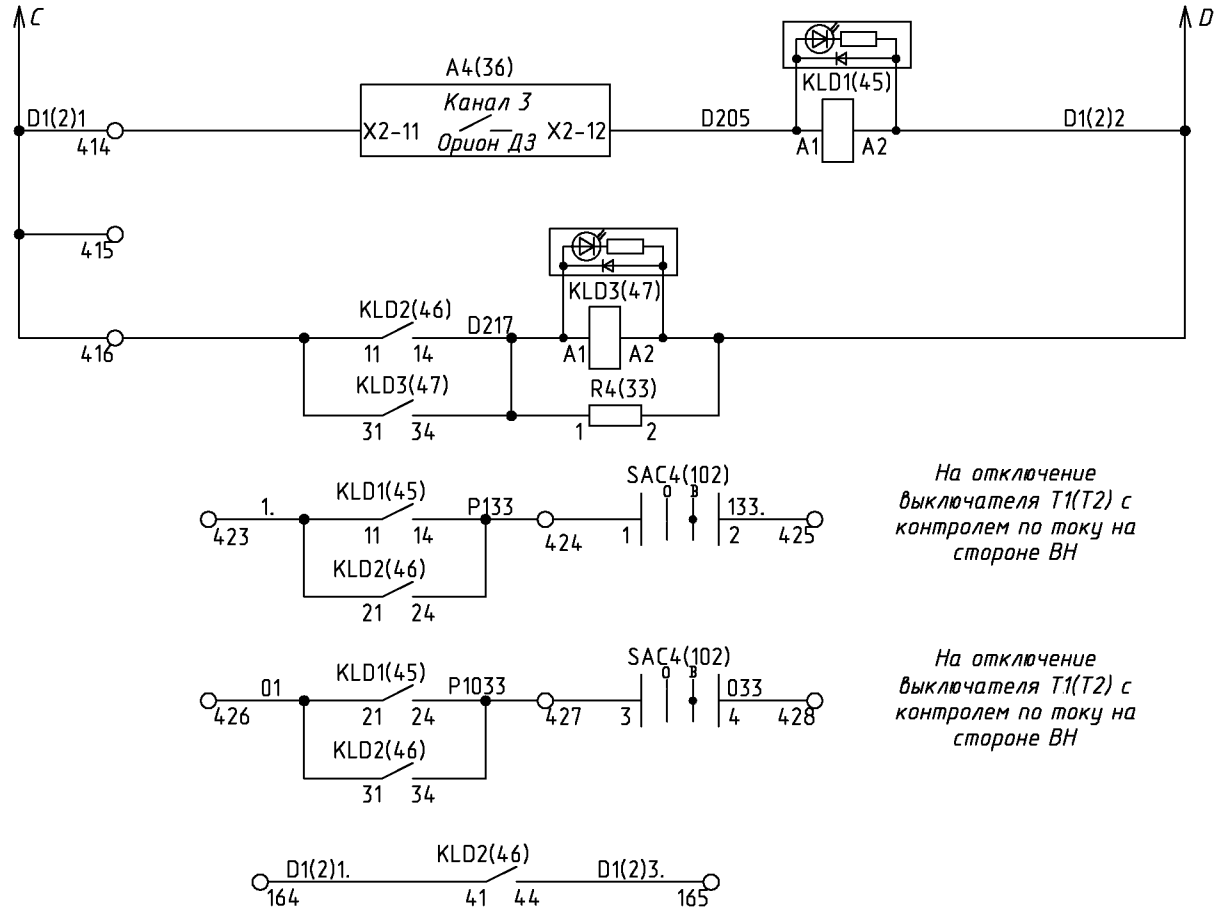 C
D
A4(36)
Канал 3
D1(2)1
X2-11
X2-12
Орион ДЗ
414
D205
KLD1(45)
A1
A2
D1(2)2
415
KLD3(47)
KLD2(46)
D217
416
11
14
A1
A2
KLD3(47)
R4(33)
31
34
1
2
SAC4(102)
О В
KLD1(45)
1.
P133
133.
423
11
14
424
1
2
425
KLD2(46)
21
24
На отключение
выключателя Т1(Т2) с
контролем по току на
стороне ВН
SAC4(102)
О В
KLD1(45)
01
P1033
033
426
21
24
427
3
4
428
KLD2(46)
31
34
На отключение
выключателя Т1(Т2) с
контролем по току на
стороне ВН
KLD2(46)
D1(2)1.
D1(2)3.
164
41
44
165